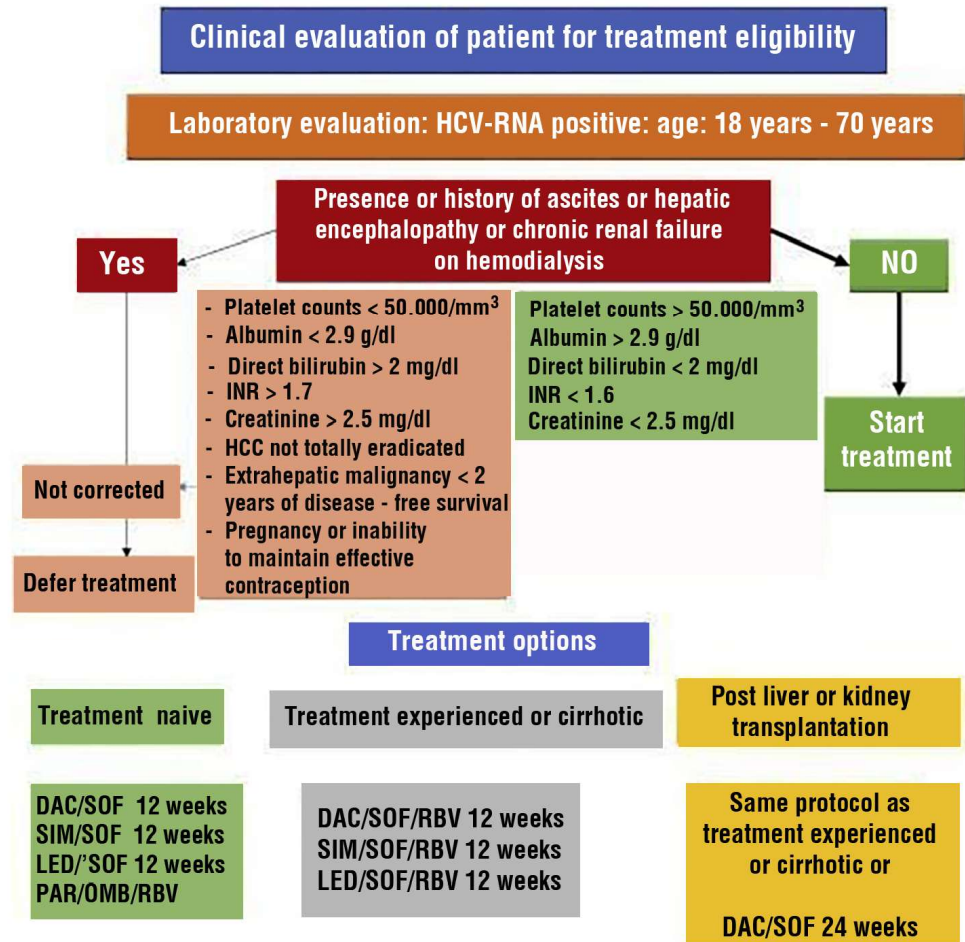 Clinical evaluation of patient for treatment eligibility
Laboratory evaluation: HCV-RNA positive: age: 18 years - 70 years
Presence or history of ascites or hepatic
encephalopathy or chronic renal failure
on hemodialysis
Yes
NO
- Platelet counts < 50.000/mm³
- Albumin < 2.9 g/dl
- Direct bilirubin > 2 mg/dl
- INR > 1.7
- Creatinine > 2.5 mg/dl
- HCC not totally eradicated
- Extrahepatic malignancy < 2
years of disease - free survival
- Pregnancy or inability
to maintain effective
contraception
Platelet counts > 50.000/mm³
Albumin > 2.9 g/dl
Direct bilirubin < 2 mg/dl
INR < 1.6
Creatinine < 2.5 mg/dl
Start
treatment
Not corrected
Defer treatment
Treatment options
Treatment naive
Treatment experienced or cirrhotic
Post liver or kidney
transplantation
DAC/SOF 12 weeks
SIM/SOF 12 weeks
LED/'SOF 12 weeks
PAR/OMB/RBV
DAC/SOF/RBV 12 weeks
SIM/SOF/RBV 12 weeks
LED/SOF/RBV 12 weeks
Same protocol as
treatment experienced
or cirrhotic or
DAC/SOF 24 weeks